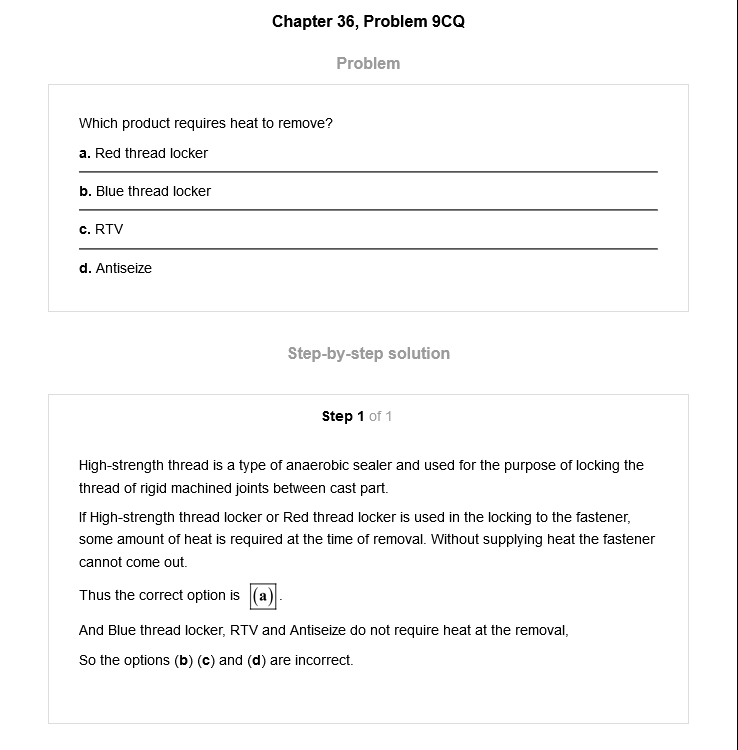 Chapter 36, Problem 9CQ
Problem
Which product requires heat to remove?
a. Red thread locker
b. Blue thread locker
c. RTV
d. Antiseize
Step-by-step solution
Step 1 of 1
High-strength thread is a type of anaerobic sealer and used for the purpose of locking the
thread of rigid machined joints between cast part.
If High-strength thread locker or Red thread locker is used in the locking to the fastener,
some amount of heat is required at the time of removal. Without supplying heat the fastener
cannot come out.
Thus the correct option is (a).
And Blue thread locker, RTV and Antiseize do not require heat at the removal,
So the options (b) (c) and (d) are incorrect.